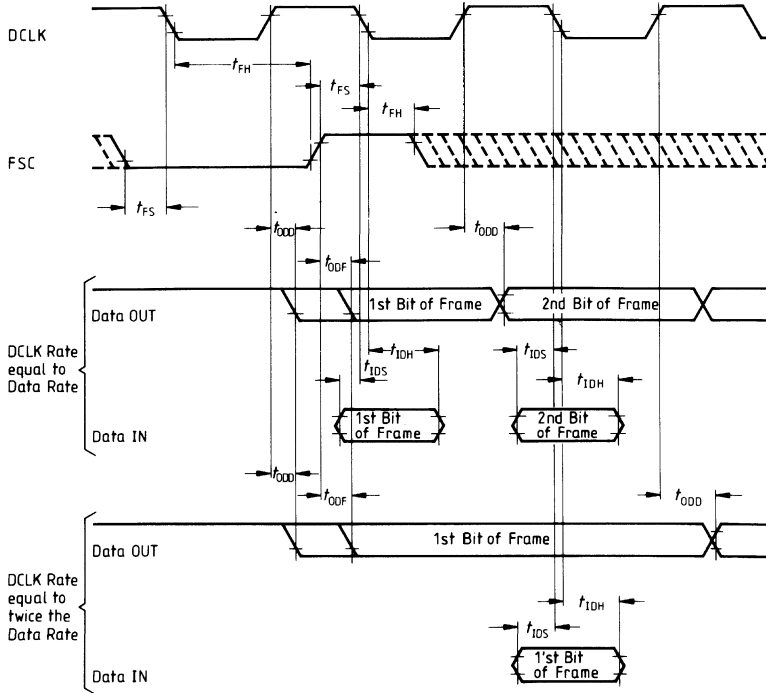 DCLK
tFH
tFS
tFH
FSC
tFS
tODD
tODD
tODF
Data OUT
1st Bit of Frame
2nd Bit of Frame
DCLK Rate
equal to
Data Rate
tIDH
tIDS
tIDS
tIDH
Data IN
1st Bit
of Frame
2nd Bit
of Frame
tODD
tODF
tODD
Data OUT
1st Bit of Frame
DCLK Rate
equal to
twice the
Data Rate
tIDH
tIDS
Data IN
1'st Bit
of Frame